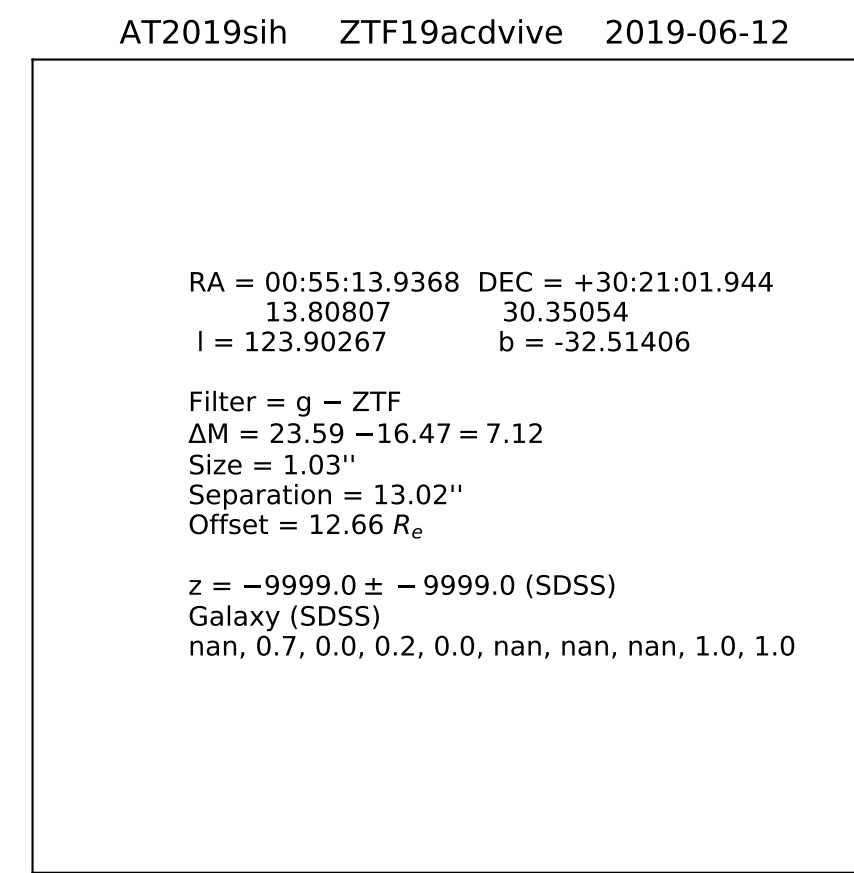 AT2019sih ZTF19acdvive 2019-06-12
RA = 00:55:13.9368 DEC = +30:21:01.944
13.80807 30.35054
l = 123.90267 b = -32.51406
Filter = g − ZTF
ΔM = 23.59 −16.47 = 7.12
Size = 1.03''
Separation = 13.02''
Offset = 12.66 Rₑ
z = −9999.0 ± − 9999.0 (SDSS)
Galaxy (SDSS)
nan, 0.7, 0.0, 0.2, 0.0, nan, nan, nan, 1.0, 1.0